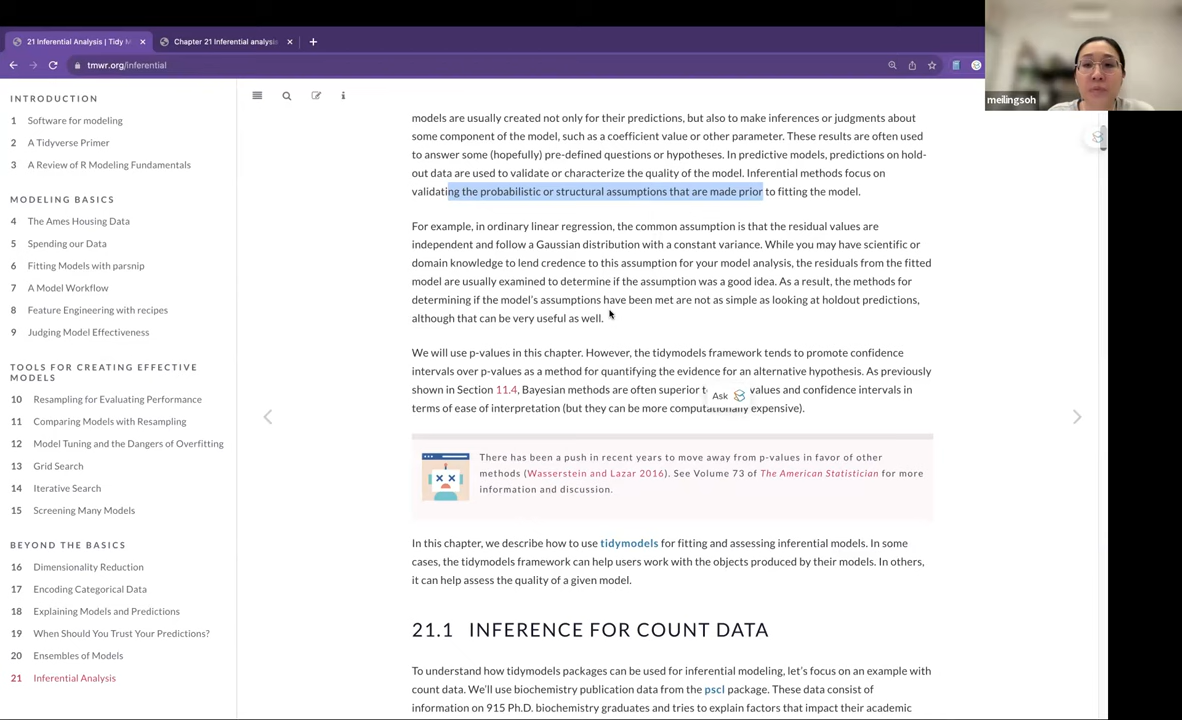 21 Inferential Analysis | Tidy M
Chapter 21 Inferential analysis
tmwr.org/inferential
meilingsoh
INTRODUCTION
1 Software for modeling
2 A Tidyverse Primer
3 A Review of R Modeling Fundamentals
MODELING BASICS
4 The Ames Housing Data
5 Spending our Data
6 Fitting Models with parsnip
7 A Model Workflow
8 Feature Engineering with recipes
9 Judging Model Effectiveness
TOOLS FOR CREATING EFFECTIVE
MODELS
10 Resampling for Evaluating Performance
11 Comparing Models with Resampling
12 Model Tuning and the Dangers of Overfitting
13 Grid Search
14 Iterative Search
15 Screening Many Models
BEYOND THE BASICS
16 Dimensionality Reduction
17 Encoding Categorical Data
18 Explaining Models and Predictions
19 When Should You Trust Your Predictions?
20 Ensembles of Models
21 Inferential Analysis
models are usually created not only for their predictions, but also to make inferences or judgments about
some component of the model, such as a coefficient value or other parameter. These results are often used
to answer some (hopefully) pre-defined questions or hypotheses. In predictive models, predictions on hold-
out data are used to validate or characterize the quality of the model. Inferential methods focus on
validating the probabilistic or structural assumptions that are made prior to fitting the model.
For example, in ordinary linear regression, the common assumption is that the residual values are
independent and follow a Gaussian distribution with a constant variance. While you may have scientific or
domain knowledge to lend credence to this assumption for your model analysis, the residuals from the fitted
model are usually examined to determine if the assumption was a good idea. As a result, the methods for
determining if the model's assumptions have been met are not as simple as looking at holdout predictions,
although that can be very useful as well.
We will use p-values in this chapter. However, the tidymodels framework tends to promote confidence
intervals over p-values as a method for quantifying the evidence for an alternative hypothesis. As previously
shown in Section 11.4, Bayesian methods are often superior t Ask values and confidence intervals in
terms of ease of interpretation (but they can be more computationally expensive).
There has been a push in recent years to move away from p-values in favor of other
methods (Wasserstein and Lazar 2016). See Volume 73 of The American Statistician for more
information and discussion.
In this chapter, we describe how to use tidymodels for fitting and assessing inferential models. In some
cases, the tidymodels framework can help users work with the objects produced by their models. In others,
it can help assess the quality of a given model.
21.1 INFERENCE FOR COUNT DATA
To understand how tidymodels packages can be used for inferential modeling, let's focus on an example with
count data. We'll use biochemistry publication data from the pscl package. These data consist of
information on 915 Ph.D. biochemistry graduates and tries to explain factors that impact their academic